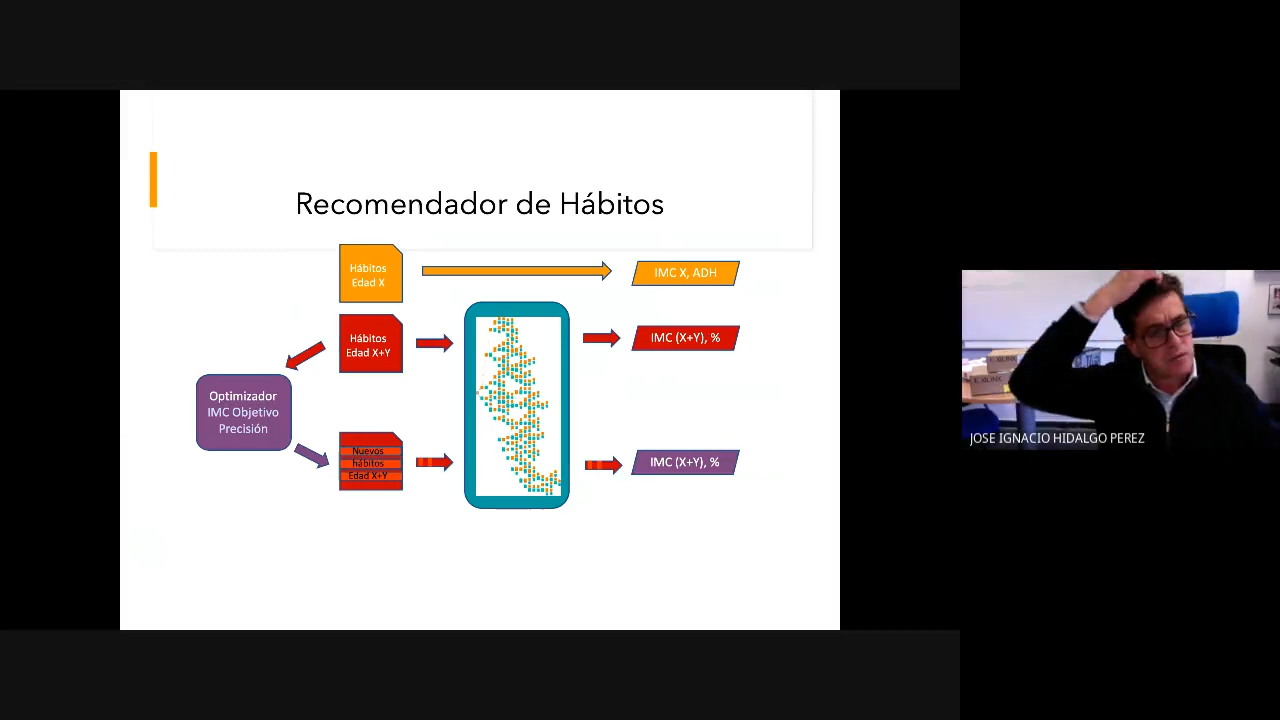 Recomendador de Hábitos
Hábitos
Edad X
IMC X, ADH
Hábitos
Edad X+Y
IMC (X+Y), %
Optimizador
IMC Objetivo
Precisión
Nuevos
hábitos
Edad X+Y
IMC (X+Y), %
JOSE IGNACIO HIDALGO PEREZ